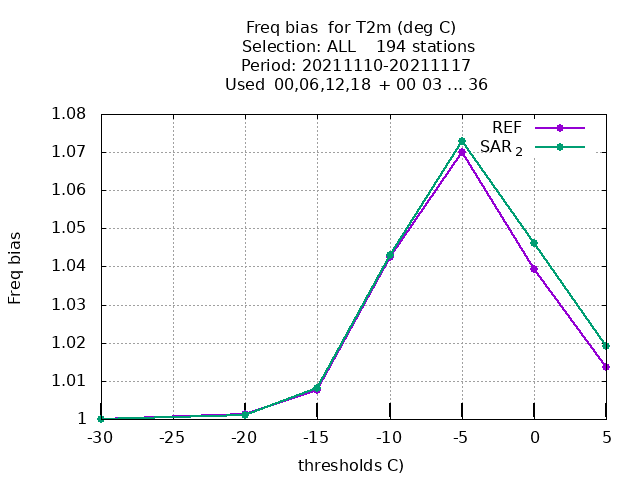 Freq bias for T2m (deg C)
Selection: ALL 194 stations
Period: 20211110-20211117
Used 00,06,12,18 + 00 03 ... 36
REF
SAR 2
1.08
1.07
1.06
1.05
1.04
1.03
1.02
1.01
1
Freq bias
-30 -25 -20 -15 -10 -5 0 5
thresholds C)